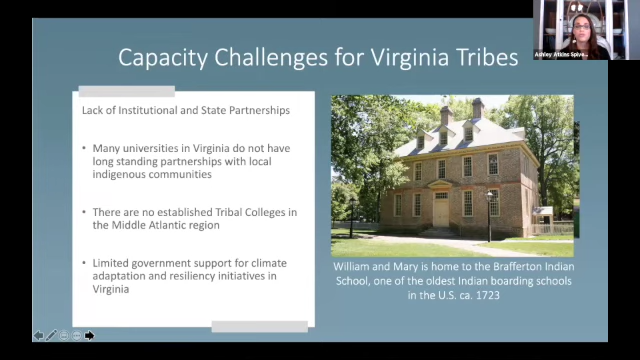 Ashley Atkins Spive...
Capacity Challenges for Virginia Tribes
Lack of Institutional and State Partnerships
• Many universities in Virginia do not have
long standing partnerships with local
indigenous communities
• There are no established Tribal Colleges in
the Middle Atlantic region
• Limited government support for climate
adaptation and resiliency initiatives in
Virginia
William and Mary is home to the Brafferton Indian
School, one of the oldest Indian boarding schools
in the U.S. ca. 1723